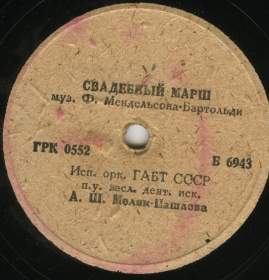 СВАДЕБНЫЙ МАРШ
муз. Ф. Мендельсона-Бартольди
ГРК 0552
Б 6943
Исп. орк. ГАБТ СССР
п.у. засл. деят. иск.
А. Ш. Мелик-Пашаева